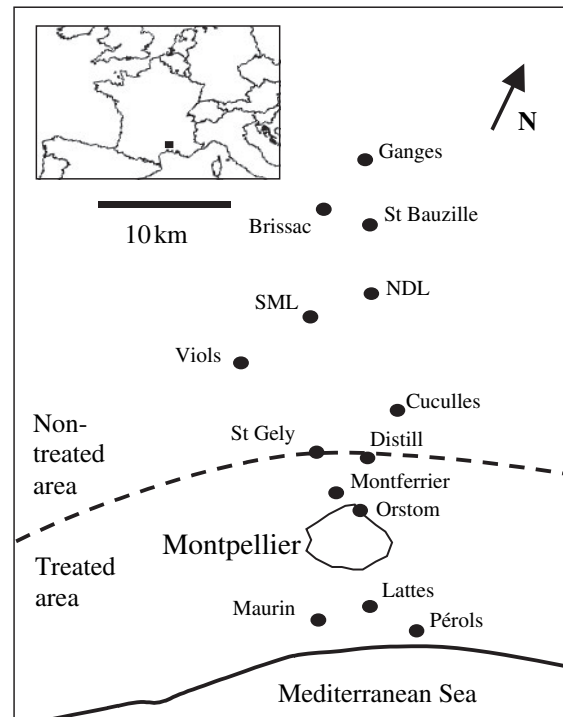 N
Ganges
10 km
Brissac
St Bauzille
NDL
SML
Viols
Cuculles
Non-
treated
area
St Gely
Distill
Montferrier
Orstom
Montpellier
Treated
area
Lattes
Maurin
Pérols
Mediterranean Sea